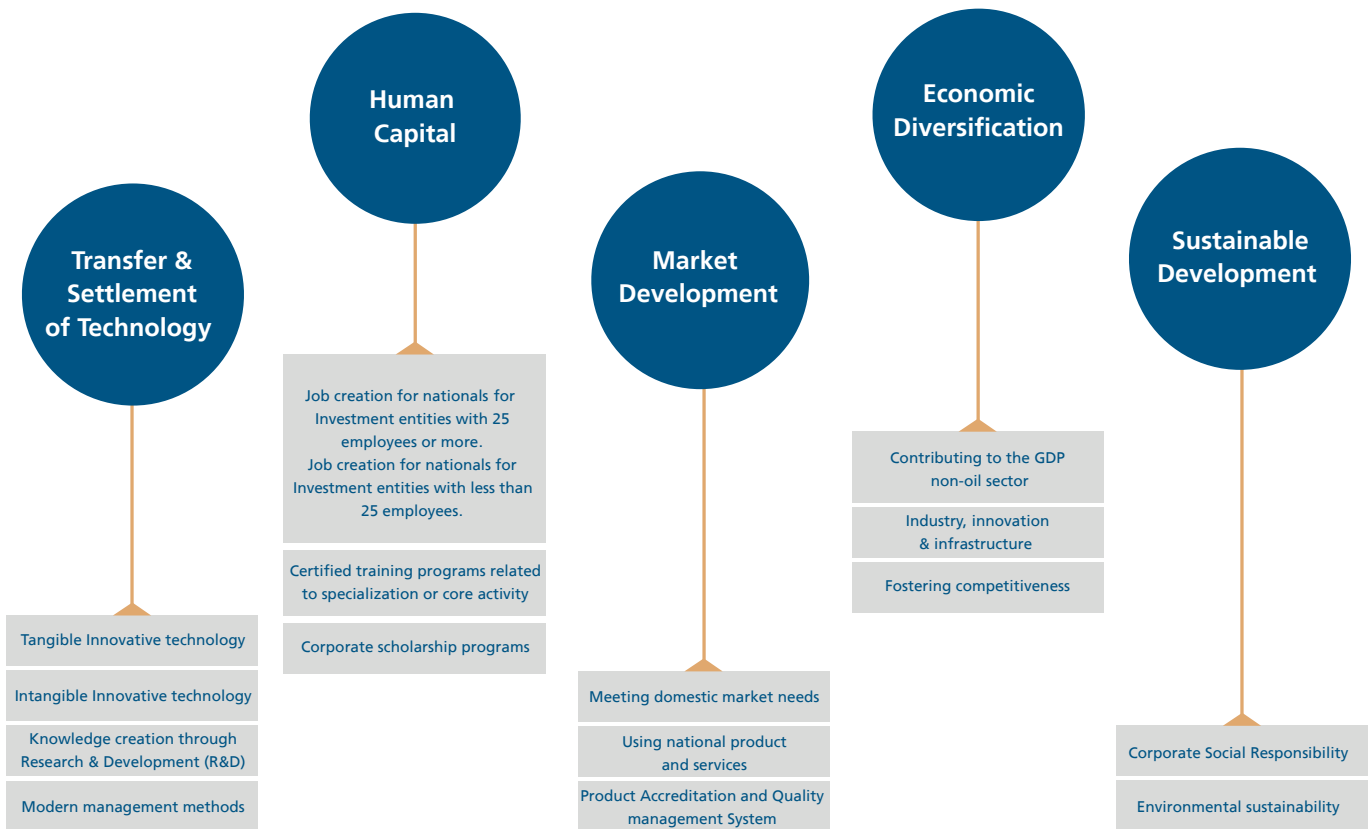 Transfer &
Settlement
of Technology
Tangible Innovative technology
Intangible Innovative technology
Knowledge creation through
Research & Development (R&D)
Modern management methods
Human
Capital
Job creation for nationals for
Investment entities with 25
employees or more.
Job creation for nationals for
Investment entities with less than
25 employees.
Certified training programs related
to specialization or core activity
Corporate scholarship programs
Market
Development
Meeting domestic market needs
Using national product
and services
Product Accreditation and Quality
management System
Economic
Diversification
Contributing to the GDP
non-oil sector
Industry, innovation
& infrastructure
Fostering competitiveness
Sustainable
Development
Corporate Social Responsibility
Environmental sustainability